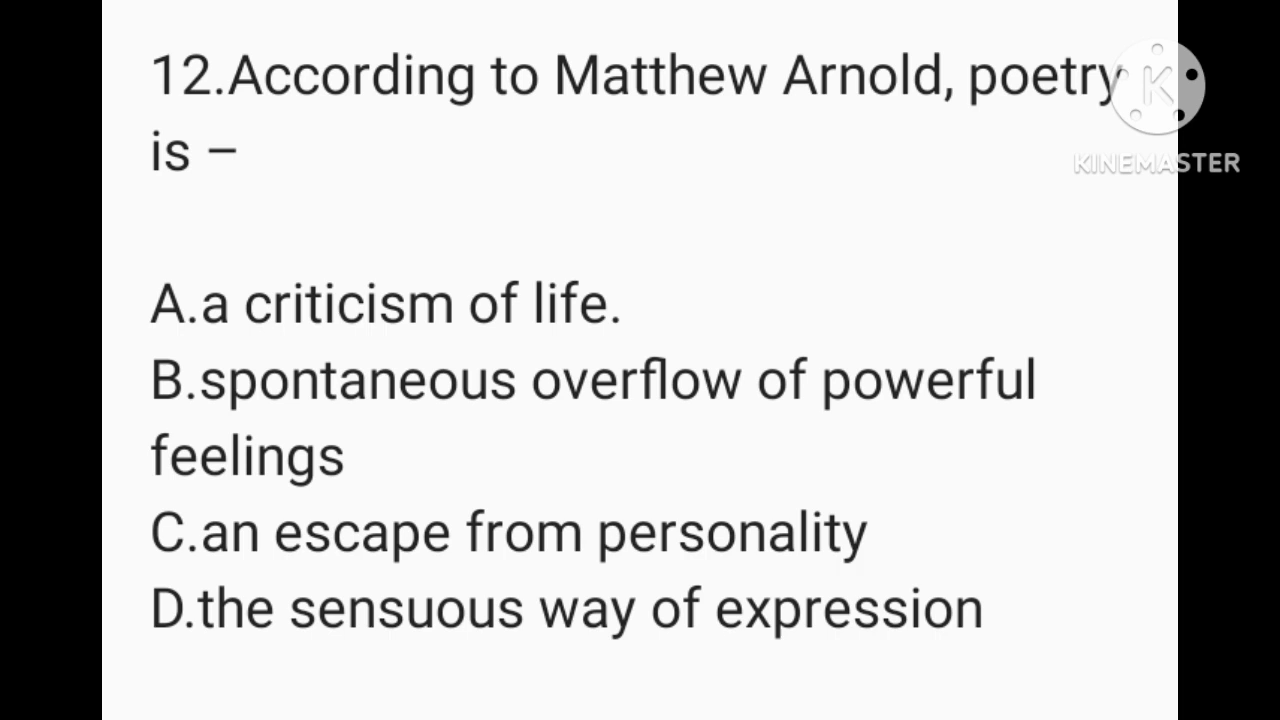 12.According to Matthew Arnold, poetry
is –
A.a criticism of life.
B.spontaneous overflow of powerful
feelings
C.an escape from personality
D.the sensuous way of expression
K
KINEMASTER